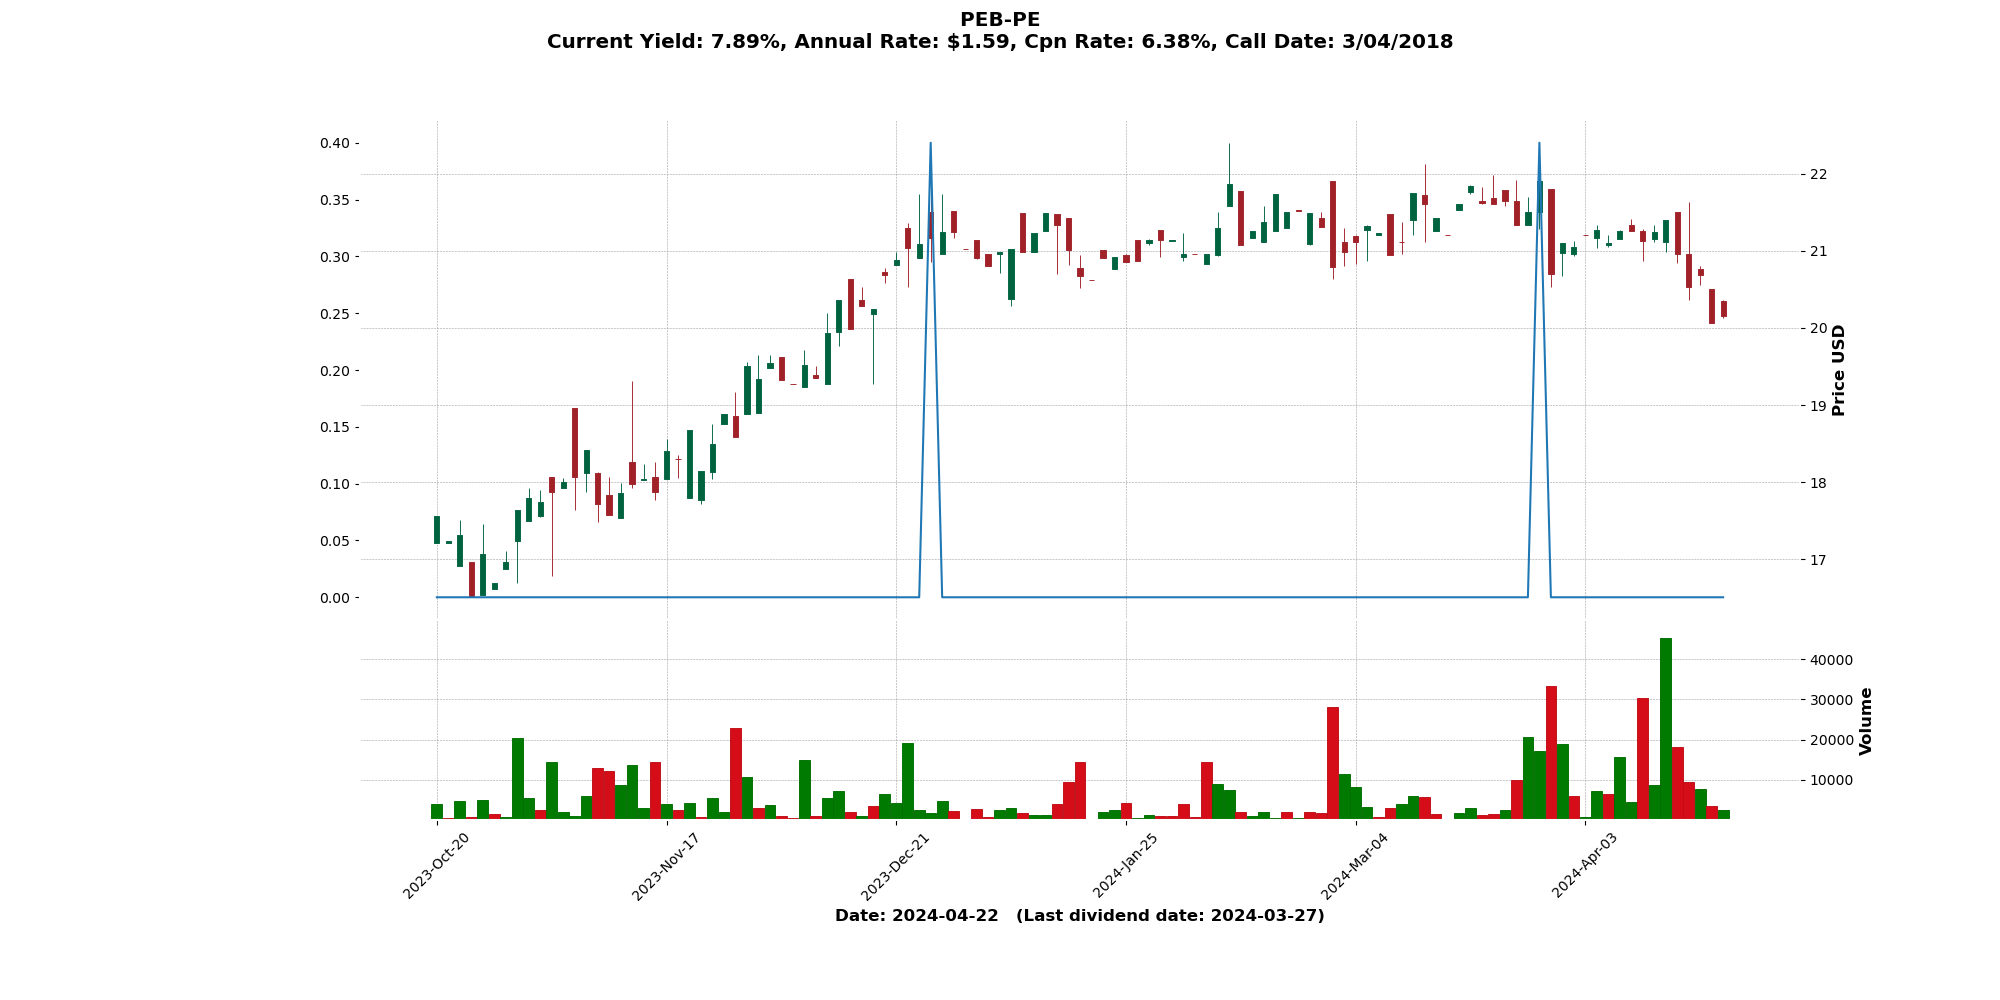 PEB-PE
Current Yield: 7.89%, Annual Rate: $1.59, Cpn Rate: 6.38%, Call Date: 3/04/2018
0.40
0.35
0.30
0.25
0.20
0.15
0.10
0.05
0.00
22
21
20
19
18
17
Price USD
40000
30000
20000
10000
Volume
2023-Oct-20
2023-Nov-17
2023-Dec-21
2024-Jan-25
2024-Mar-04
2024-Apr-03
Date: 2024-04-22 (Last dividend date: 2024-03-27)